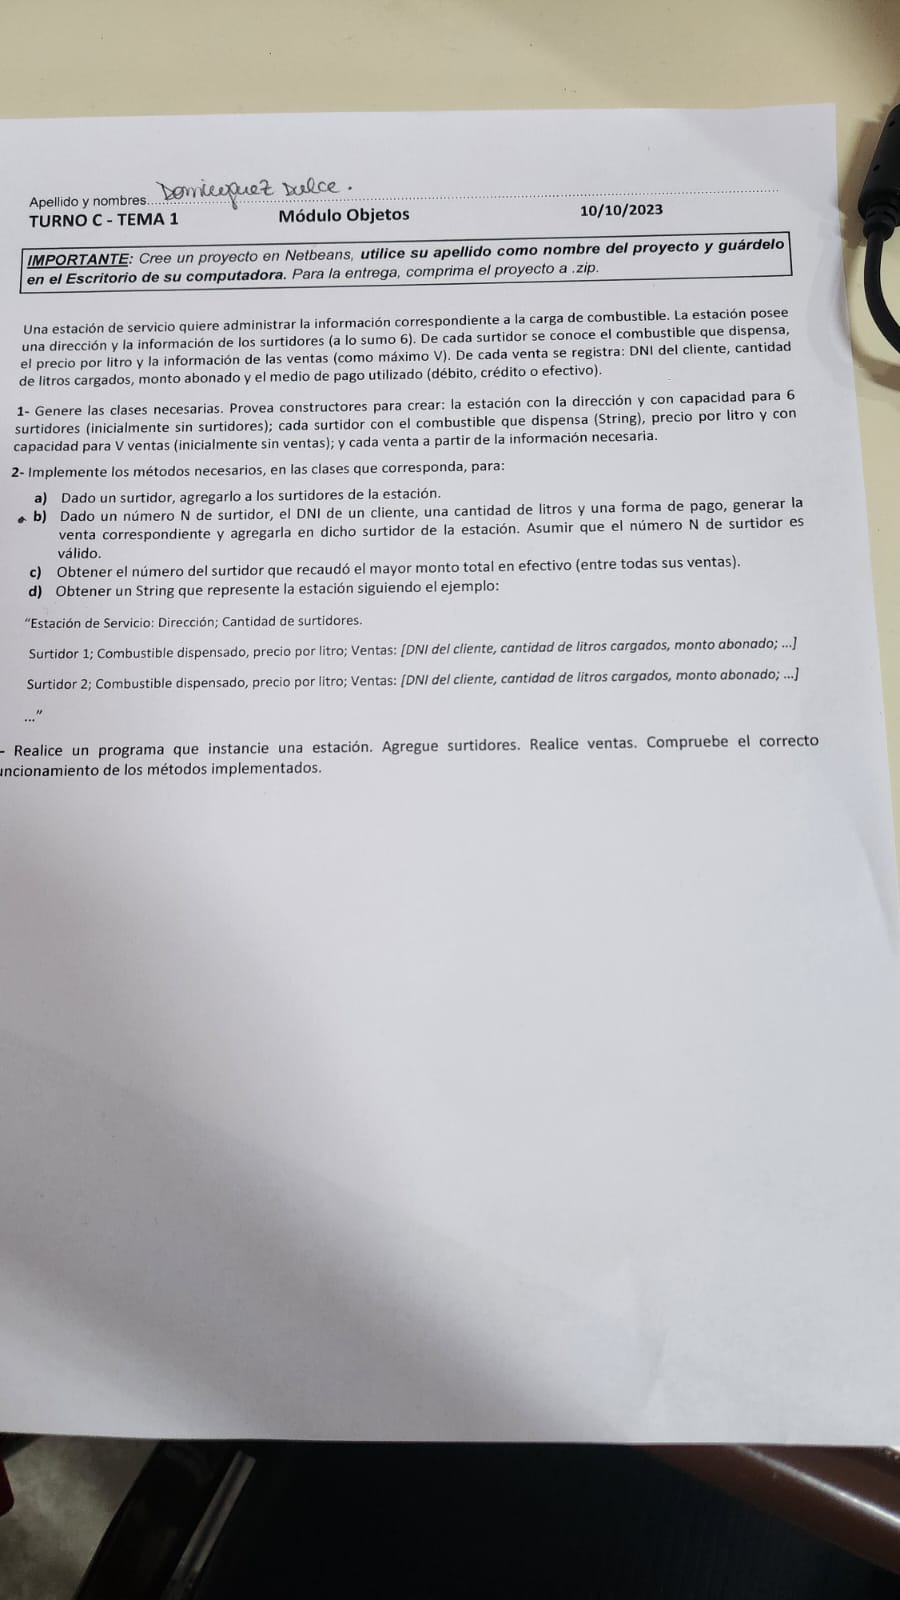 Apellido y nombres Dominguez Dulce.
TURNO C - TEMA 1 Módulo Objetos 10/10/2023
IMPORTANTE: Cree un proyecto en Netbeans, utilice su apellido como nombre del proyecto y guárdelo
en el Escritorio de su computadora. Para la entrega, comprima el proyecto a .zip.
Una estación de servicio quiere administrar la información correspondiente a la carga de combustible. La estación posee
una dirección y la información de los surtidores (a lo sumo 6). De cada surtidor se conoce el combustible que dispensa,
el precio por litro y la información de las ventas (como máximo V). De cada venta se registra: DNI del cliente, cantidad
de litros cargados, monto abonado y el medio de pago utilizado (débito, crédito o efectivo).
1- Genere las clases necesarias. Provea constructores para crear: la estación con la dirección y con capacidad para 6
surtidores (inicialmente sin surtidores); cada surtidor con el combustible que dispensa (String), precio por litro y con
capacidad para V ventas (inicialmente sin ventas); y cada venta a partir de la información necesaria.
2- Implemente los métodos necesarios, en las clases que corresponda, para:
a) Dado un surtidor, agregarlo a los surtidores de la estación.
b) Dado un número N de surtidor, el DNI de un cliente, una cantidad de litros y una forma de pago, generar la
venta correspondiente y agregarla en dicho surtidor de la estación. Asumir que el número N de surtidor es
válido.
c) Obtener el número del surtidor que recaudó el mayor monto total en efectivo (entre todas sus ventas).
d) Obtener un String que represente la estación siguiendo el ejemplo:
"Estación de Servicio: Dirección; Cantidad de surtidores.
Surtidor 1; Combustible dispensado, precio por litro; Ventas: [DNI del cliente, cantidad de litros cargados, monto abonado; ...]
Surtidor 2; Combustible dispensado, precio por litro; Ventas: [DNI del cliente, cantidad de litros cargados, monto abonado; ...]
..."
- Realice un programa que instancie una estación. Agregue surtidores. Realice ventas. Compruebe el correcto
uncionamiento de los métodos implementados.